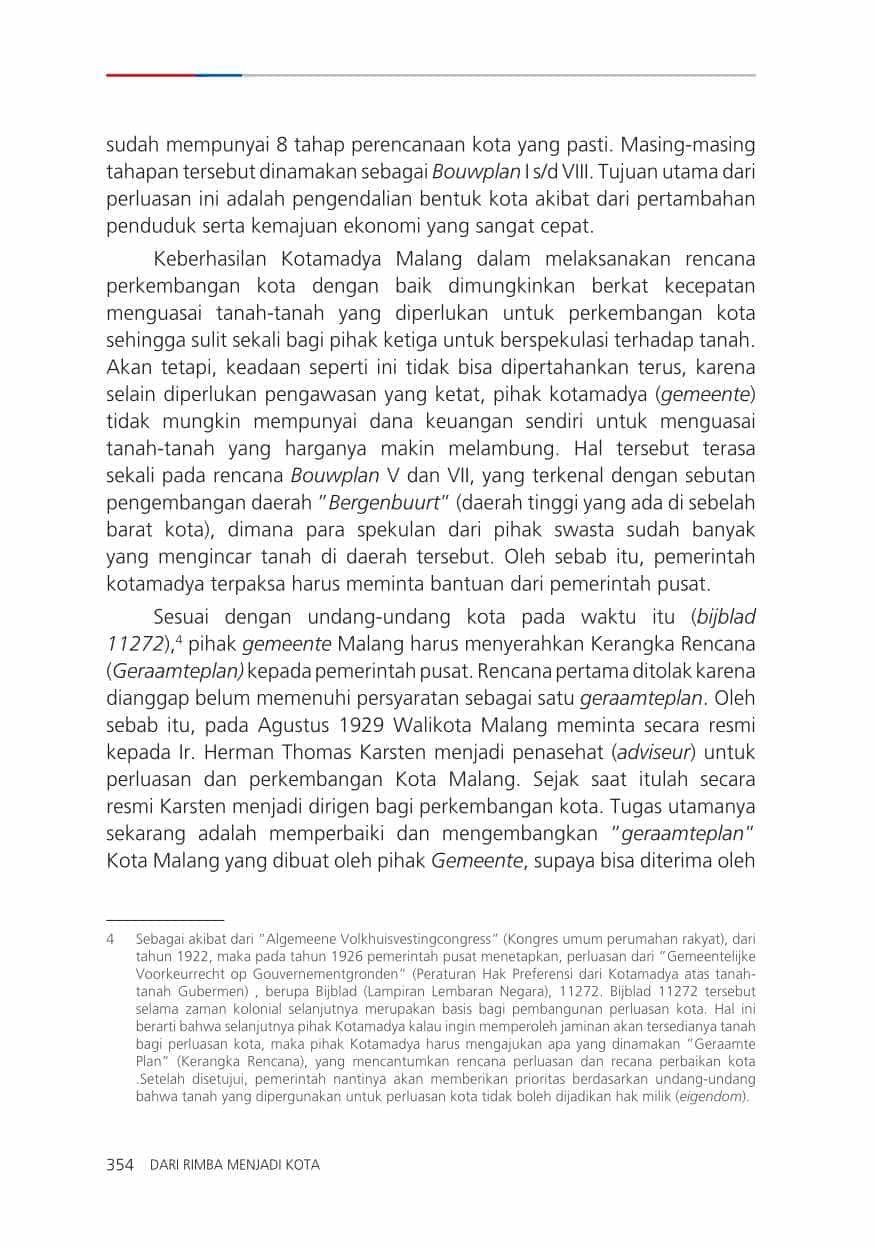 sudah mempunyai 8 tahap perencanaan kota yang pasti. Masing-masing
tahapan tersebut dinamakan sebagai Bouwplan I s/d VIII. Tujuan utama dari
perluasan ini adalah pengendalian bentuk kota akibat dari pertambahan
penduduk serta kemajuan ekonomi yang sangat cepat.
Keberhasilan Kotamadya Malang dalam melaksanakan rencana
perkembangan kota dengan baik dimungkinkan berkat kecepatan
menguasai tanah-tanah yang diperlukan untuk perkembangan kota
sehingga sulit sekali bagi pihak ketiga untuk berspekulasi terhadap tanah.
Akan tetapi, keadaan seperti ini tidak bisa dipertahankan terus, karena
selain diperlukan pengawasan yang ketat, pihak kotamadya (gemeente)
tidak mungkin mempunyai dana keuangan sendiri untuk menguasai
tanah-tanah yang harganya makin melambung. Hal tersebut terasa
sekali pada rencana Bouwplan V dan VII, yang terkenal dengan sebutan
pengembangan daerah "Bergenbuurt" (daerah tinggi yang ada di sebelah
barat kota), dimana para spekulan dari pihak swasta sudah banyak
yang mengincar tanah di daerah tersebut. Oleh sebab itu, pemerintah
kotamadya terpaksa harus meminta bantuan dari pemerintah pusat.
Sesuai dengan undang-undang kota pada waktu itu (bijblad
11272),4 pihak gemeente Malang harus menyerahkan Kerangka Rencana
(Geraamteplan) kepada pemerintah pusat. Rencana pertama ditolak karena
dianggap belum memenuhi persyaratan sebagai satu geraamteplan. Oleh
sebab itu, pada Agustus 1929 Walikota Malang meminta secara resmi
kepada Ir. Herman Thomas Karsten menjadi penasehat (adviseur) untuk
perluasan dan perkembangan Kota Malang. Sejak saat itulah secara
resmi Karsten menjadi dirigen bagi perkembangan kota. Tugas utamanya
sekarang adalah memperbaiki dan mengembangkan "geraamteplan"
Kota Malang yang dibuat oleh pihak Gemeente, supaya bisa diterima oleh
4 Sebagai akibat dari "Algemeene Volkhuisvestingcongress" (Kongres umum perumahan rakyat), dari
tahun 1922, maka pada tahun 1926 pemerintah pusat menetapkan, perluasan dari "Gemeentelijke
Voorkeurrecht op Gouvernementgronden" (Peraturan Hak Preferensi dari Kotamadya atas tanah-
tanah Gubermen) , berupa Bijblad (Lampiran Lembaran Negara), 11272. Bijblad 11272 tersebut
selama zaman kolonial selanjutnya merupakan basis bagi pembangunan perluasan kota. Hal ini
berarti bahwa selanjutnya pihak Kotamadya kalau ingin memperoleh jaminan akan tersedianya tanah
bagi perluasan kota, maka pihak Kotamadya harus mengajukan apa yang dinamakan "Geraamte
Plan" (Kerangka Rencana), yang mencantumkan rencana perluasan dan recana perbaikan kota
.Setelah disetujui, pemerintah nantinya akan memberikan prioritas berdasarkan undang-undang
bahwa tanah yang dipergunakan untuk perluasan kota tidak boleh dijadikan hak milik (eigendom).
354 DARI RIMBA MENJADI KOTA